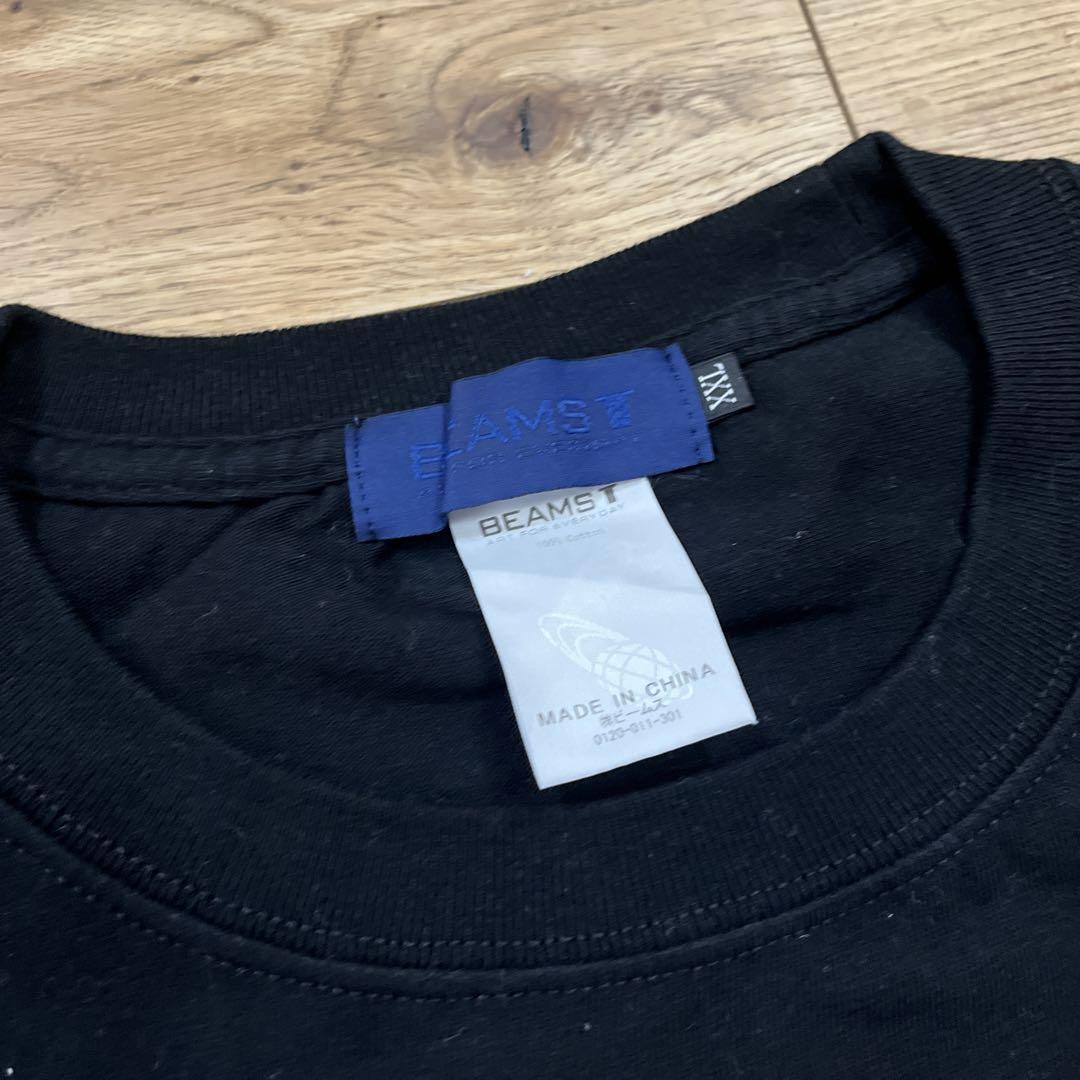 BEAMS T
XXL
BEAMS T
ART FOR EVERYDAY
100% Cotton
MADE IN CHINA
㈱ビームス
0120-011-301